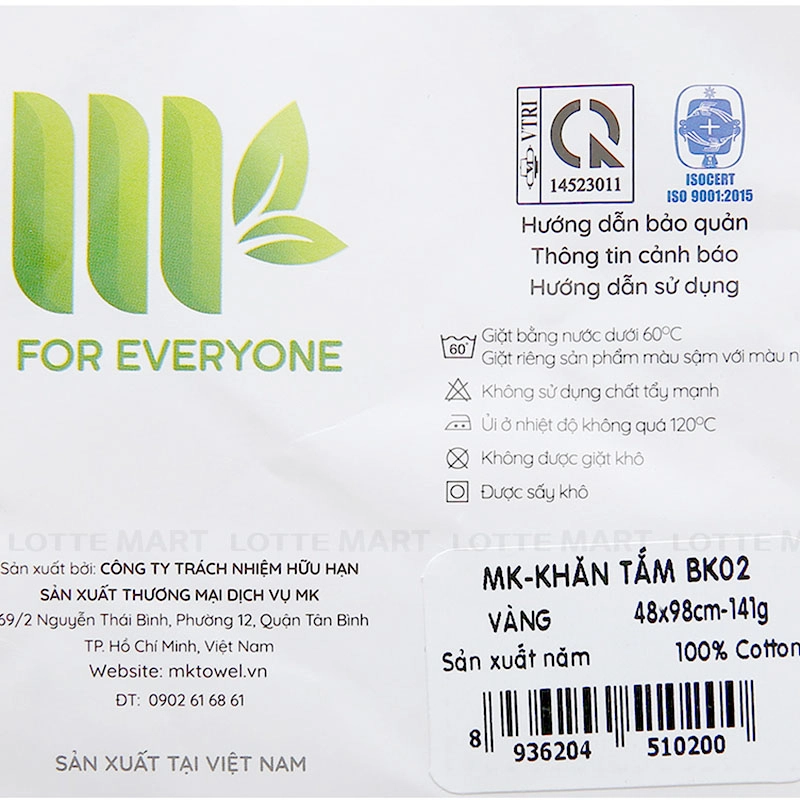 FOR EVERYONE
VTRI
14523011
ISOCERT
ISO 9001:2015
Hướng dẫn bảo quản
Thông tin cảnh báo
Hướng dẫn sử dụng
60°
Giặt bằng nước dưới 60⁰C
Giặt riêng sản phẩm màu sậm với màu
Không sử dụng chất tẩy mạnh
Ủi ở nhiệt độ không quá 120⁰C
Không được giặt khô
Được sấy khô
LOTTE MART LOTTE MART LOTTE MART LOTTE MART
Sản xuất bởi: CÔNG TY TRÁCH NHIỆM HỮU HẠN
SẢN XUẤT THƯƠNG MẠI DỊCH VỤ MK
69/2 Nguyễn Thái Bình, Phường 12, Quận Tân Bình
TP. Hồ Chí Minh, Việt Nam
Website: mktowel.vn
ĐT: 0902 61 68 61
SẢN XUẤT TẠI VIỆT NAM
MK-KHĂN TẮM BK02
VÀNG 48x98cm-141g
Sản xuất năm 100% Cotton
8 936204 510200